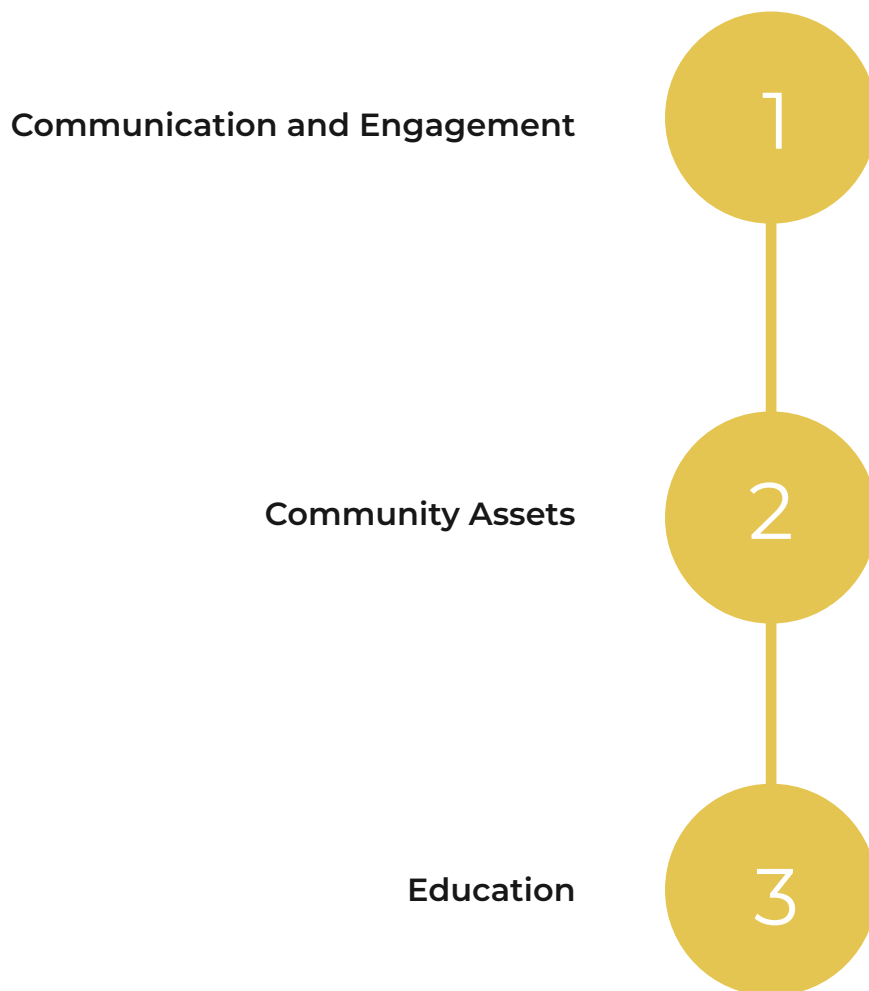 Communication and Engagement
1
Community Assets
2
Education
3